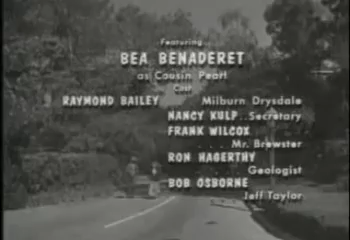 Featuring
BEA BENADERET
as Cousin Pearl
Cast
RAYMOND BAILEY Milburn Drysdale
NANCY KULP..Secretary
FRANK WILCOX
. . . Mr. Brewster
RON HAGERTHY
Geologist
BOB OSBORNE
Jeff Taylor